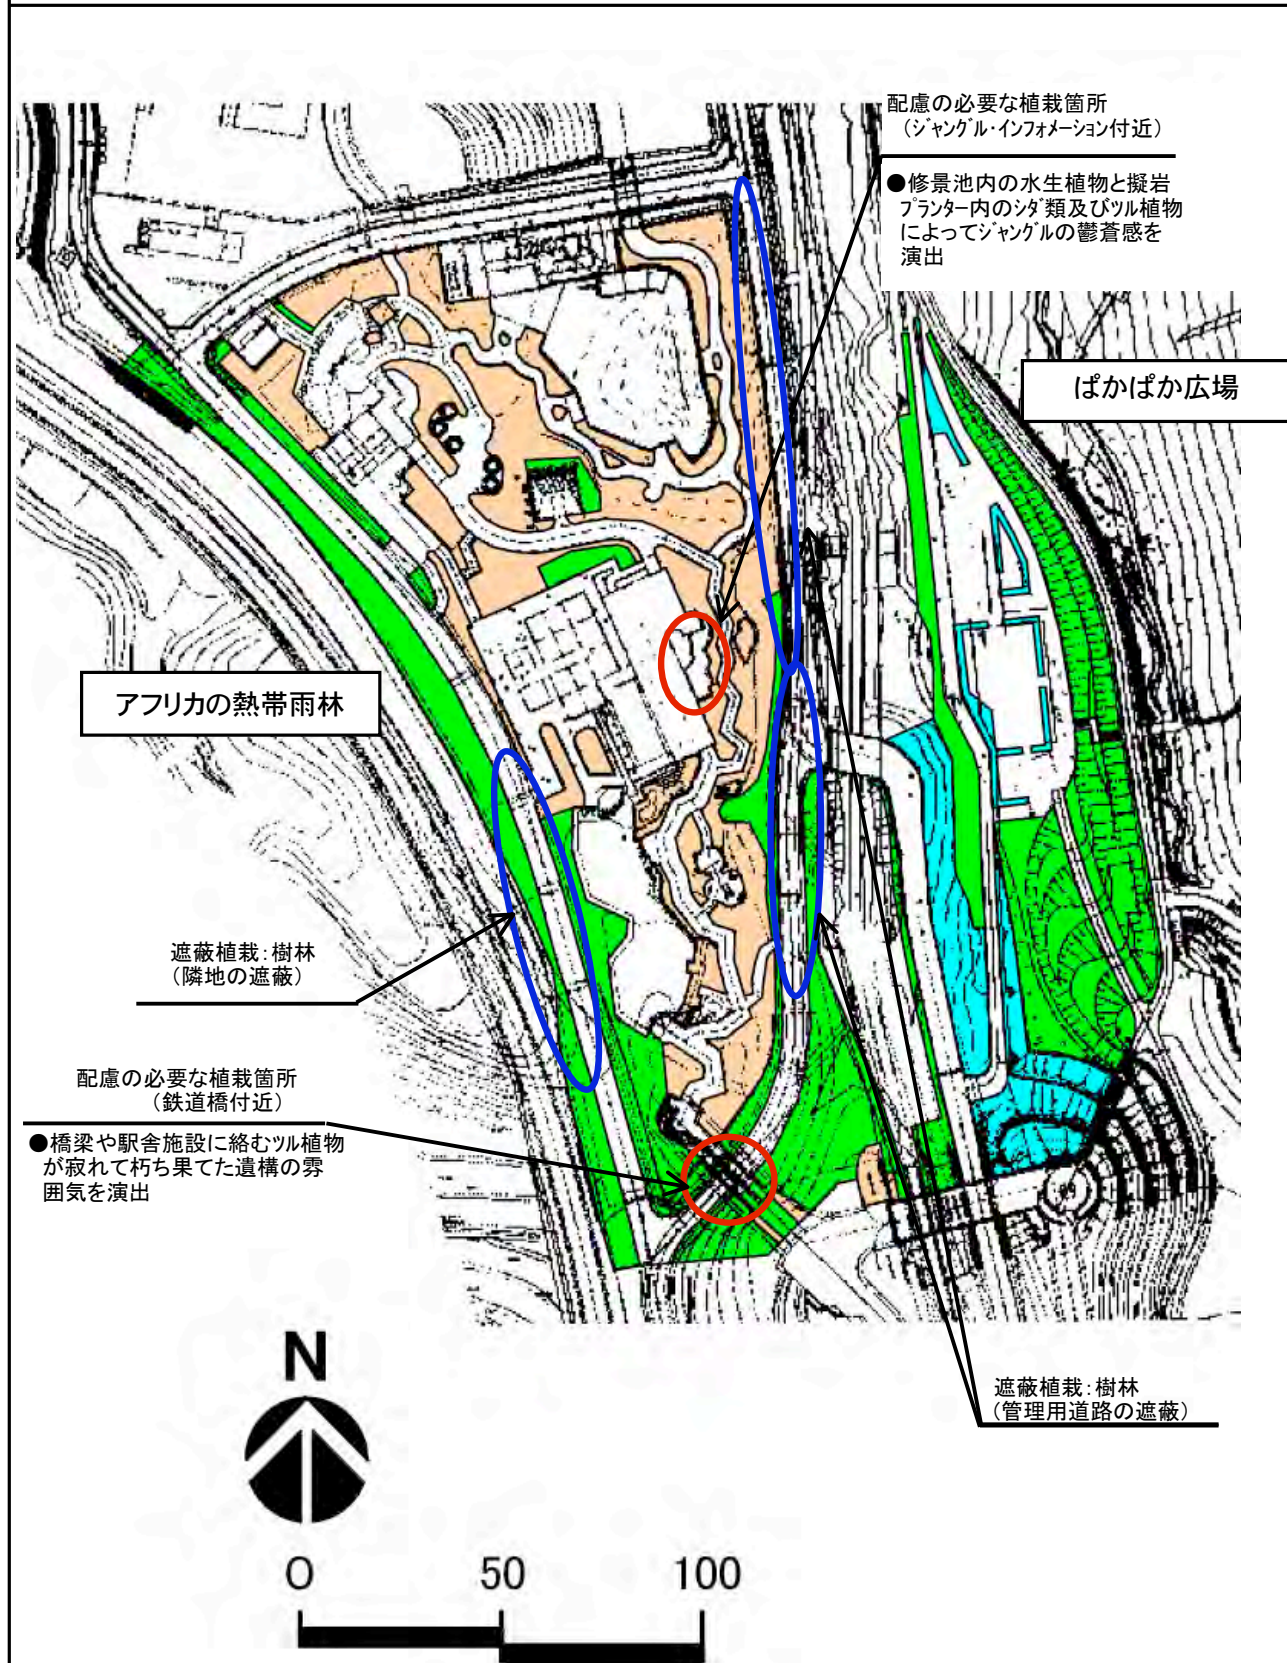 配慮の必要な植栽箇所
（ｼﾞｬﾝｸﾞﾙ・ｲﾝﾌｫﾒｰｼｮﾝ付近）
●修景池内の水生植物と擬岩
ﾌﾟﾗﾝﾀｰ内のｼﾀﾞ類及びﾂﾙ植物
によってｼﾞｬﾝｸﾞﾙの鬱蒼感を
演出
ぱかぱか広場
アフリカの熱帯雨林
遮蔽植栽：樹林
（隣地の遮蔽）
配慮の必要な植栽箇所
（鉄道橋付近）
●橋梁や駅舎施設に絡むﾂﾙ植物
が寂れて朽ち果てた遺構の雰
囲気を演出
遮蔽植栽：樹林
（管理用道路の遮蔽）
N
0 50 100